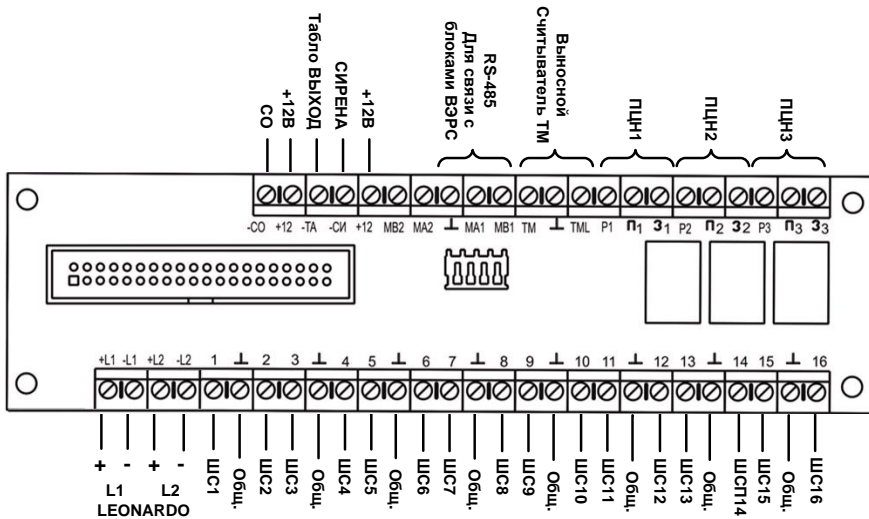 СО
+12В
Табло ВЫХОД
СИРЕНА
+12В
RS-485
Для связи с
блоками ВЭРС
Выносной
Считыватель ТМ
ПЦН1
ПЦН2
ПЦН3
-СО +12 -ТА -СИ +12 МВ2 МА2 ⊥ МА1 МВ1 ТМ ⊥ TML Р1 П1 З1 Р2 П2 З2 Р3 П3 З3
+L1 -L1 +L2 -L2 1 ⊥ 2 3 ⊥ 4 5 ⊥ 6 7 ⊥ 8 9 ⊥ 10 11 ⊥ 12 13 ⊥ 14 15 ⊥ 16
+ - + -
L1 L2
LEONARDO
ШС1
Общ.
ШС2
ШС3
Общ.
ШС4
ШС5
Общ.
ШС6
ШС7
Общ.
ШС8
ШС9
Общ.
ШС10
ШС11
Общ.
ШС12
ШС13
Общ.
ШСП14
ШС15
Общ.
ШС16